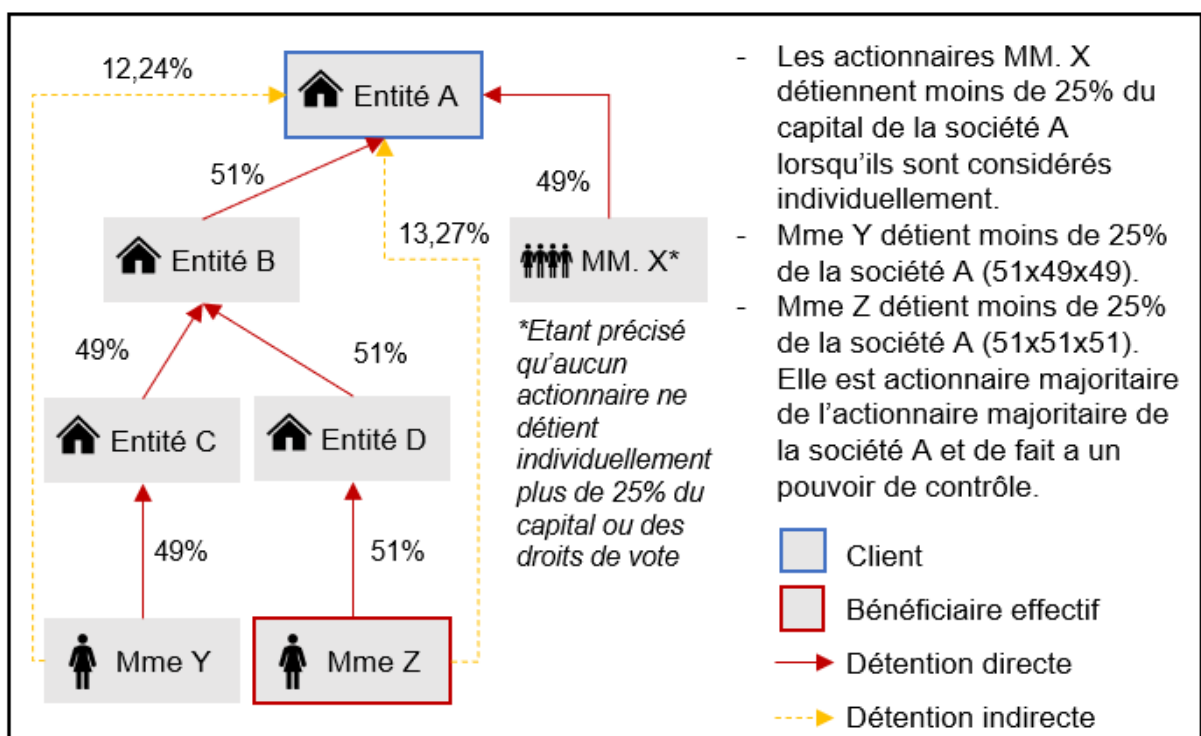 12,24%
Entité A
51%
49%
13,27%
Entité B
MM. X*
49%
51%
*Etant précisé
qu'aucun
actionnaire ne
détient
individuellement
plus de 25% du
capital ou des
droits de vote
Entité C
Entité D
49%
51%
Mme Y
Mme Z
- Les actionnaires MM. X
détiennent moins de 25% du
capital de la société A
lorsqu'ils sont considérés
individuellement.
- Mme Y détient moins de 25%
de la société A (51x49x49).
- Mme Z détient moins de 25%
de la société A (51x51x51).
Elle est actionnaire majoritaire
de l'actionnaire majoritaire de
la société A et de fait a un
pouvoir de contrôle.
Client
Bénéficiaire effectif
Détention directe
Détention indirecte